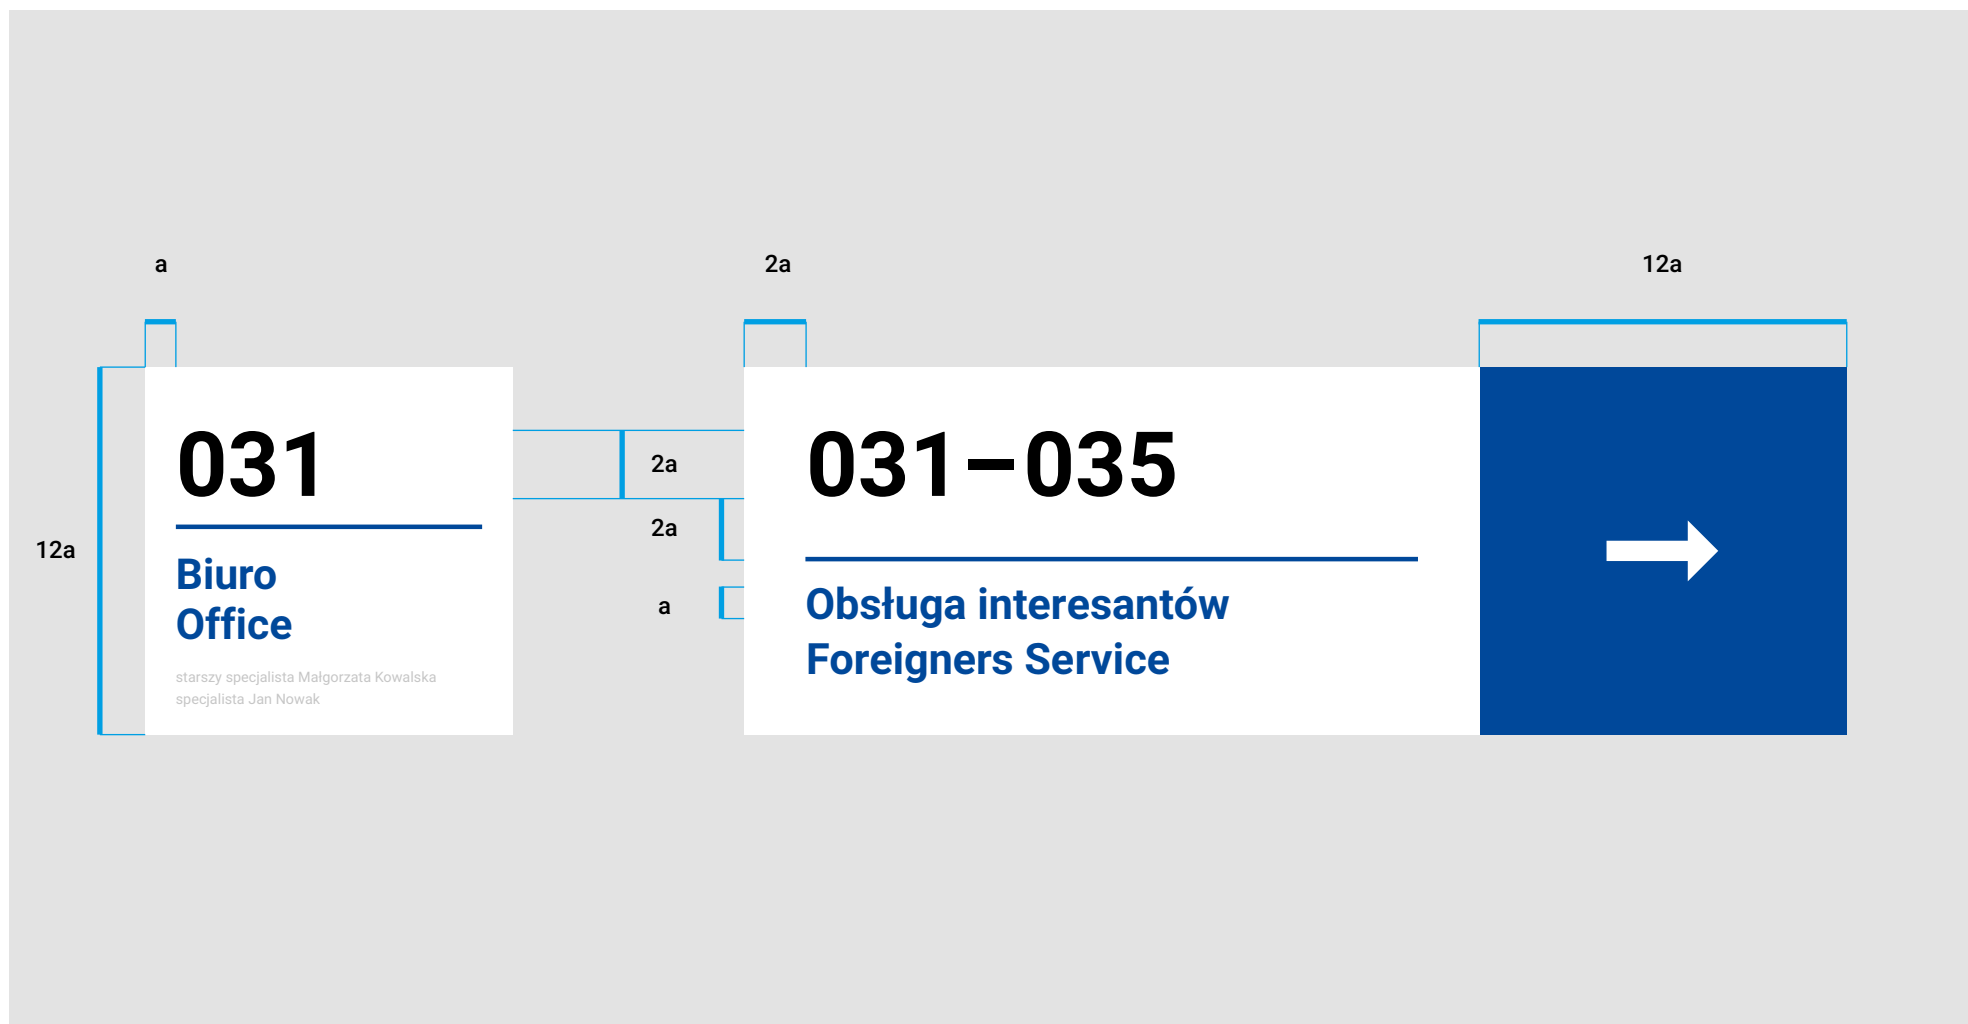 a
2a
12a
12a
031
Biuro
Office
starszy specjalista Małgorzata Kowalska
specjalista Jan Nowak
2a
2a
a
031–035
Obsługa interesantów
Foreigners Service